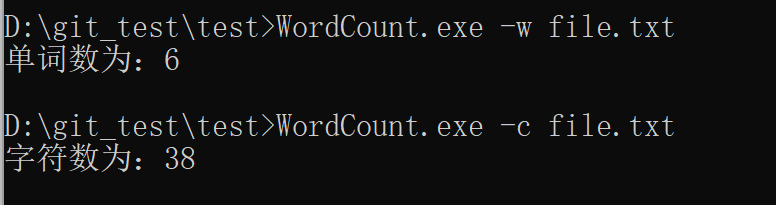 D:\git_test\test>WordCount.exe -w file.txt
单词数为：6
D:\git_test\test>WordCount.exe -c file.txt
字符数为：38